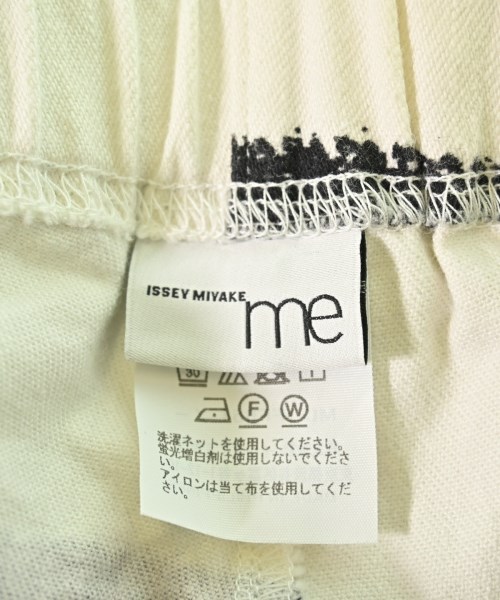 ISSEY MIYAKE me
30
F W
洗濯ネットを使用してください。
蛍光増白剤は使用しないでくださ
い。
アイロンは当て布を使用してくだ
さい。